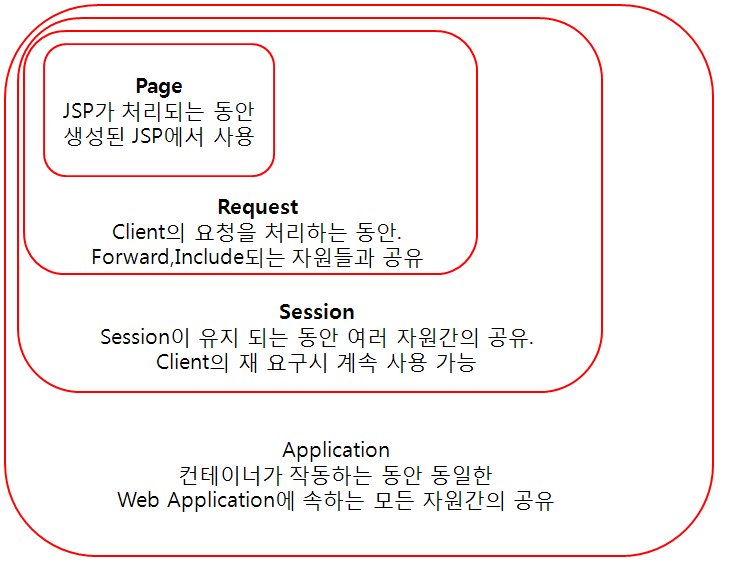 Page
JSP가 처리되는 동안
생성된 JSP에서 사용
Request
Client의 요청을 처리하는 동안.
Forward,Include되는 자원들과 공유
Session
Session이 유지 되는 동안 여러 자원간의 공유.
Client의 재 요구시 계속 사용 가능
Application
컨테이너가 작동하는 동안 동일한
Web Application에 속하는 모든 자원간의 공유